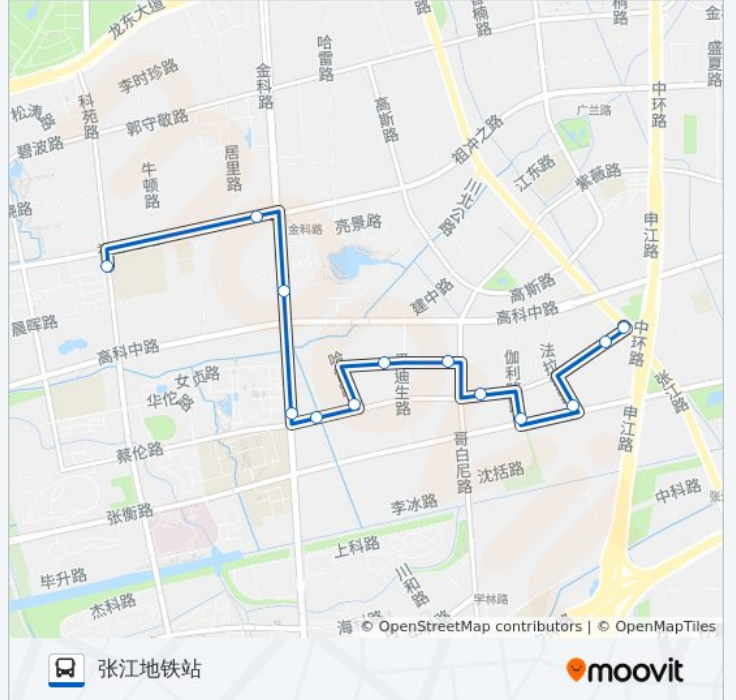 龙东大道
哈雷路
金科路
李时珍路
科苑路
松涛路
碧波路
郭守敬路
高斯路
祖冲之路
广兰路
中环路
盛夏路
牛顿路
居里路
川北公路
江东路
紫薇路
申江路
金科路
亮景路
建中路
高斯路
高科中路
晨晖路
高科中路
女贞路
华佗路
迪生路
伽利
法拉
中环路
张江路
申江路
蔡伦路
哥白尼路
沈括路
张衡路
李冰路
中科路
上科路
毕升路
杰科路
川和路
学林路
© OpenStreetMap contributors | © OpenMapTiles
张江地铁站
moovit